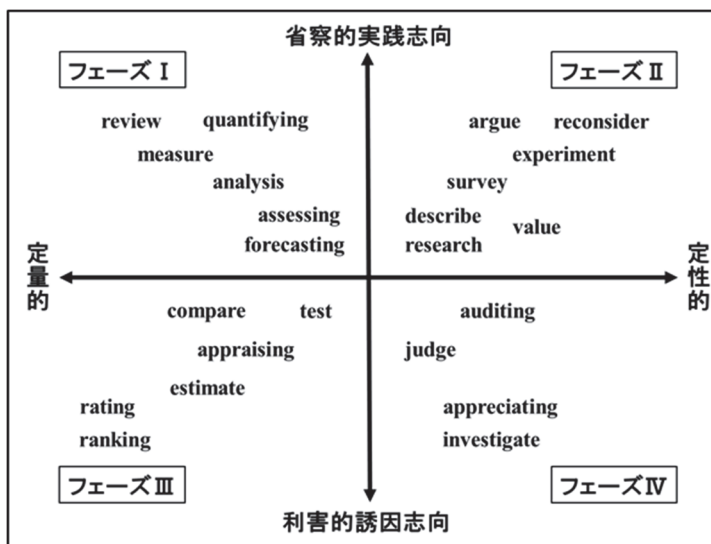 省察的実践志向
フェーズⅠ
フェーズⅡ
review quantifying
argue reconsider
measure
experiment
analysis
survey
assessing
describe
value
forecasting
research
定量的
定性的
compare test
auditing
appraising
judge
estimate
rating
appreciating
ranking
investigate
フェーズⅢ
フェーズⅣ
利害的誘因志向